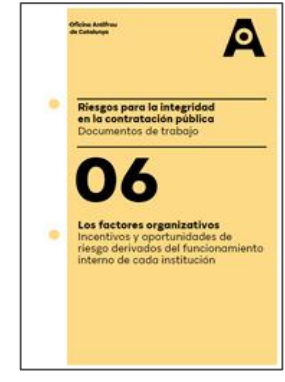 Oficina Antifrau
de Catalunya
Riesgos para la integridad
en la contratación pública
Documentos de trabajo
06
Los factores organizativos
Incentivos y oportunidades de
riesgo derivados del funcionamiento
interno de cada institución